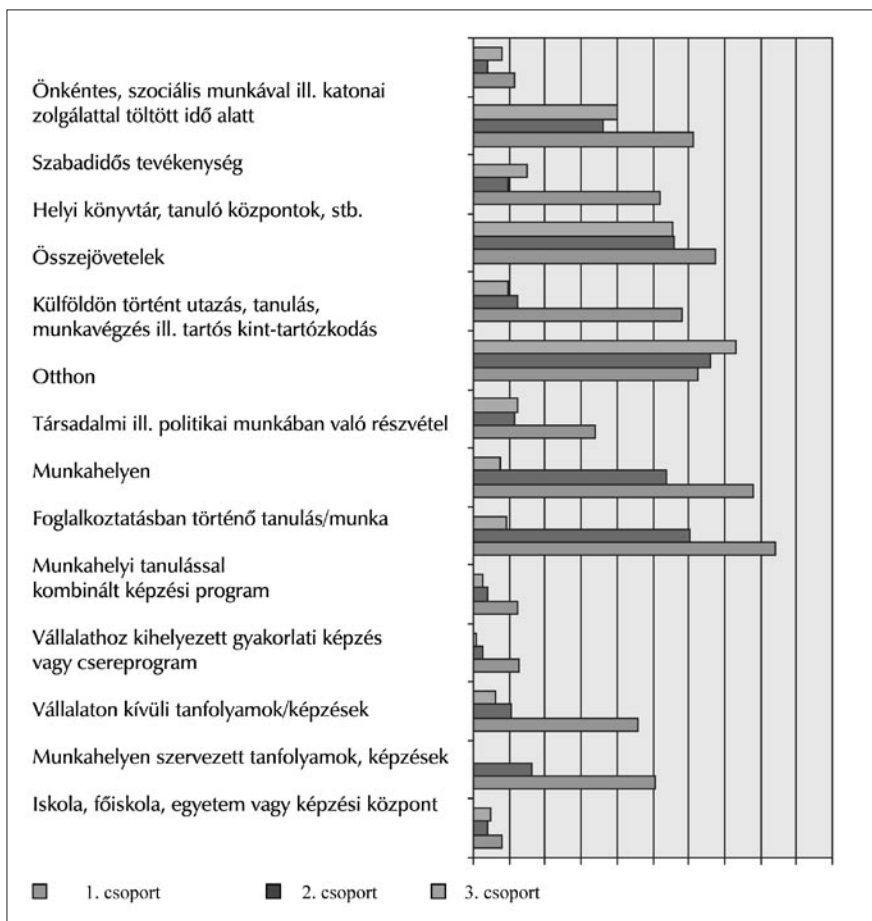 Önkéntes, szociális munkával ill. katonai
zolgálattal töltött idő alatt
Szabadidős tevékenység
Helyi könyvtár, tanuló központok, stb.
Összejövetelek
Külföldön történt utazás, tanulás,
munkavégzés ill. tartós kint-tartózkodás
Otthon
Társadalmi ill. politikai munkában való részvétel
Munkahelyen
Foglalkoztatásban történő tanulás/munka
Munkahelyi tanulással
kombinált képzési program
Vállalathoz kihelyezett gyakorlati képzés
vagy csereprogram
Vállalaton kívüli tanfolyamok/képzések
Munkahelyen szervezett tanfolyamok, képzések
Iskola, főiskola, egyetem vagy képzési központ
1. csoport 2. csoport 3. csoport